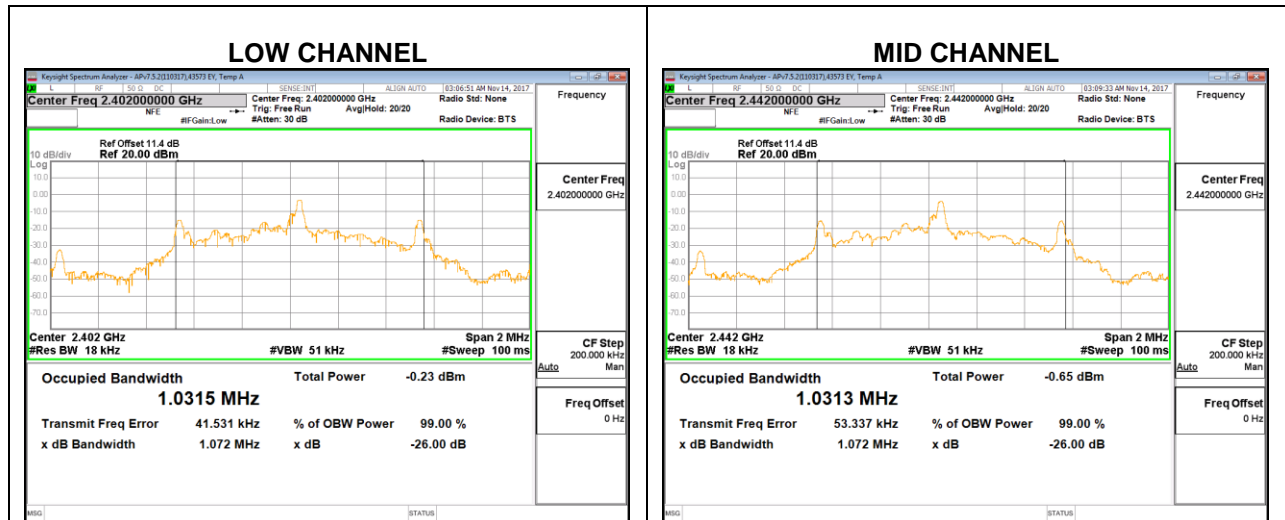 LOW CHANNEL
Keysight Spectrum Analyzer - APv7.5.2(110317),43573 EY, Temp A
L RF 50 Ω DC SENSE:INT ALIGN AUTO 03:06:51 AM Nov 14, 2017
Center Freq 2.402000000 GHz
Center Freq: 2.402000000 GHz
Radio Std: None
NFE
Trig: Free Run
Avg|Hold: 20/20
#IFGain:Low
#Atten: 30 dB
Radio Device: BTS
Ref Offset 11.4 dB
10 dB/div
Ref 20.00 dBm
Log
10.0
0.00
-10.0
-20.0
-30.0
-40.0
-50.0
-60.0
-70.0
Center 2.402 GHz
Span 2 MHz
#Res BW 18 kHz
#VBW 51 kHz
#Sweep 100 ms
Occupied Bandwidth
Total Power -0.23 dBm
1.0315 MHz
Transmit Freq Error 41.531 kHz
% of OBW Power 99.00 %
x dB Bandwidth 1.072 MHz
x dB -26.00 dB
MSG
STATUS
Frequency
Center Freq
2.402000000 GHz
CF Step
200.000 kHz
Auto Man
Freq Offset
0 Hz
MID CHANNEL
Keysight Spectrum Analyzer - APv7.5.2(110317),43573 EY, Temp A
L RF 50 Ω DC SENSE:INT ALIGN AUTO 03:09:33 AM Nov 14, 2017
Center Freq 2.442000000 GHz
Center Freq: 2.442000000 GHz
Radio Std: None
NFE
Trig: Free Run
Avg|Hold: 20/20
#IFGain:Low
#Atten: 30 dB
Radio Device: BTS
Ref Offset 11.4 dB
10 dB/div
Ref 20.00 dBm
Log
10.0
0.00
-10.0
-20.0
-30.0
-40.0
-50.0
-60.0
-70.0
Center 2.442 GHz
Span 2 MHz
#Res BW 18 kHz
#VBW 51 kHz
#Sweep 100 ms
Occupied Bandwidth
Total Power -0.65 dBm
1.0313 MHz
Transmit Freq Error 53.337 kHz
% of OBW Power 99.00 %
x dB Bandwidth 1.072 MHz
x dB -26.00 dB
MSG
STATUS
Frequency
Center Freq
2.442000000 GHz
CF Step
200.000 kHz
Auto Man
Freq Offset
0 Hz